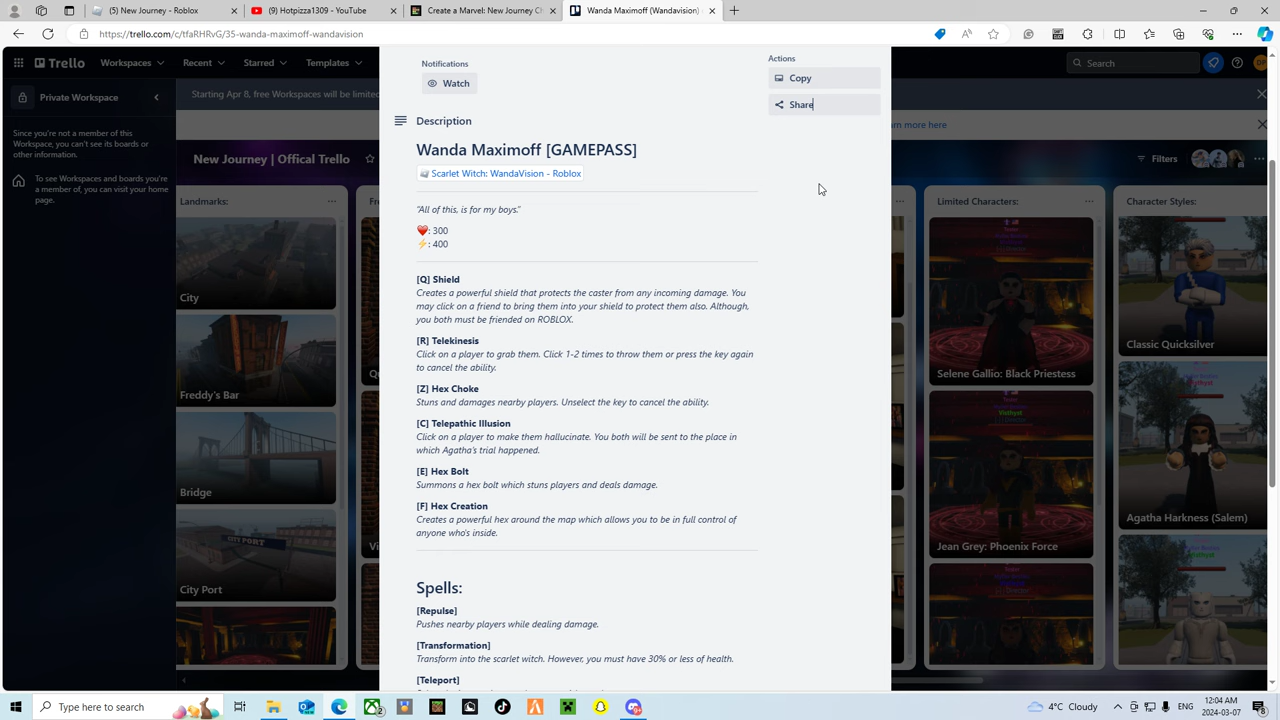 (5) New Journey - Roblox
(9) Hotpizza1309 - YouTube
Create a Marvel: New Journey CH
Wanda Maximoff (Wandavision)
https://trello.com/c/tfaRHRvG/35-wanda-maximoff-wandavision
Trello
Workspaces
Recent
Starred
Templates
Search
Private Workspace
Starting Apr 8, free Workspaces will be limited
Since you're not a member of this
Workspace, you can't see its boards or
other information.
To see Workspaces and boards you're
a member of, you can visit your home
page.
New Journey | Offical Trello
Filters
Landmarks:
City
Freddy's Bar
Bridge
City Port
CITY PORT
Notifications
Watch
Actions
Copy
Share
Description
Wanda Maximoff [GAMEPASS]
Scarlet Witch: WandaVision - Roblox
"All of this, is for my boys."
❤️: 300
⚡: 400
[Q] Shield
Creates a powerful shield that protects the caster from any incoming damage. You
may click on a friend to bring them into your shield to protect them also. Although,
you both must be friended on ROBLOX.
[R] Telekinesis
Click on a player to grab them. Click 1-2 times to throw them or press the key again
to cancel the ability.
[Z] Hex Choke
Stuns and damages nearby players. Unselect the key to cancel the ability.
[C] Telepathic Illusion
Click on a player to make them hallucinate. You both will be sent to the place in
which Agatha's trial happened.
[E] Hex Bolt
Summons a hex bolt which stuns players and deals damage.
[F] Hex Creation
Creates a powerful hex around the map which allows you to be in full control of
anyone who's inside.
Spells:
[Repulse]
Pushes nearby players while dealing damage.
[Transformation]
Transform into the scarlet witch. However, you must have 30% or less of health.
[Teleport]
arn more here
Limited Characters:
Selene Gallio: Black Priestess
Jean Grey: Phoenix Force
Character Styles:
Classic Quicksilver
Agatha Harkness (Salem)
Type here to search
4°C Cloudy
ENG
12:04 AM
2024-03-07